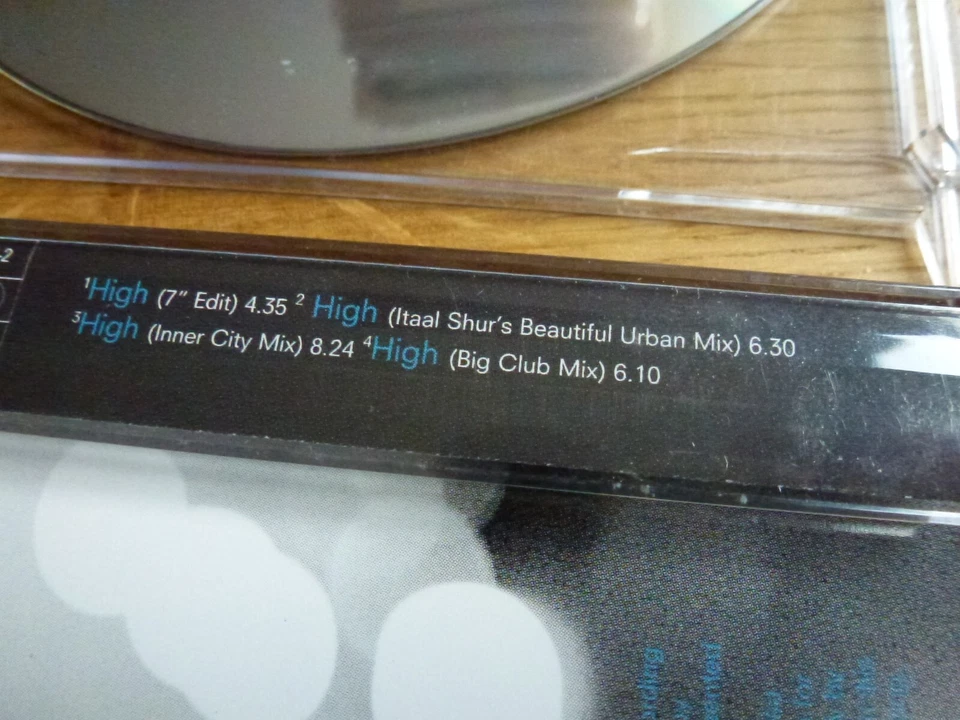 -2
¹High (7” Edit) 4.35 ² High (Itaal Shur’s Beautiful Urban Mix) 6.30
³High (Inner City Mix) 8.24 ⁴High (Big Club Mix) 6.10